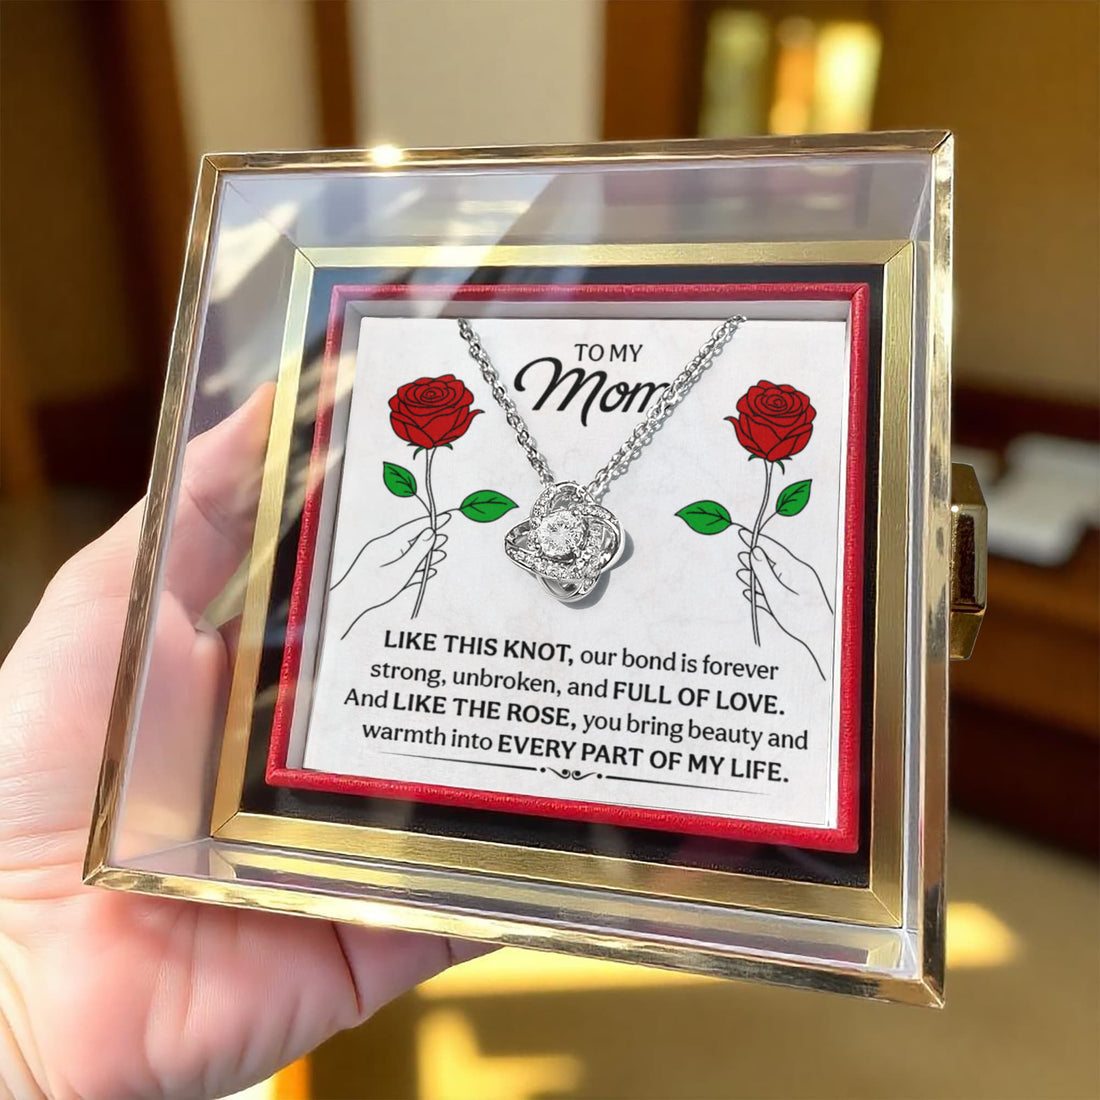 TO MY
Mom
LIKE THIS KNOT, our bond is forever
strong, unbroken, and FULL OF LOVE.
And LIKE THE ROSE, you bring beauty and
warmth into EVERY PART OF MY LIFE.